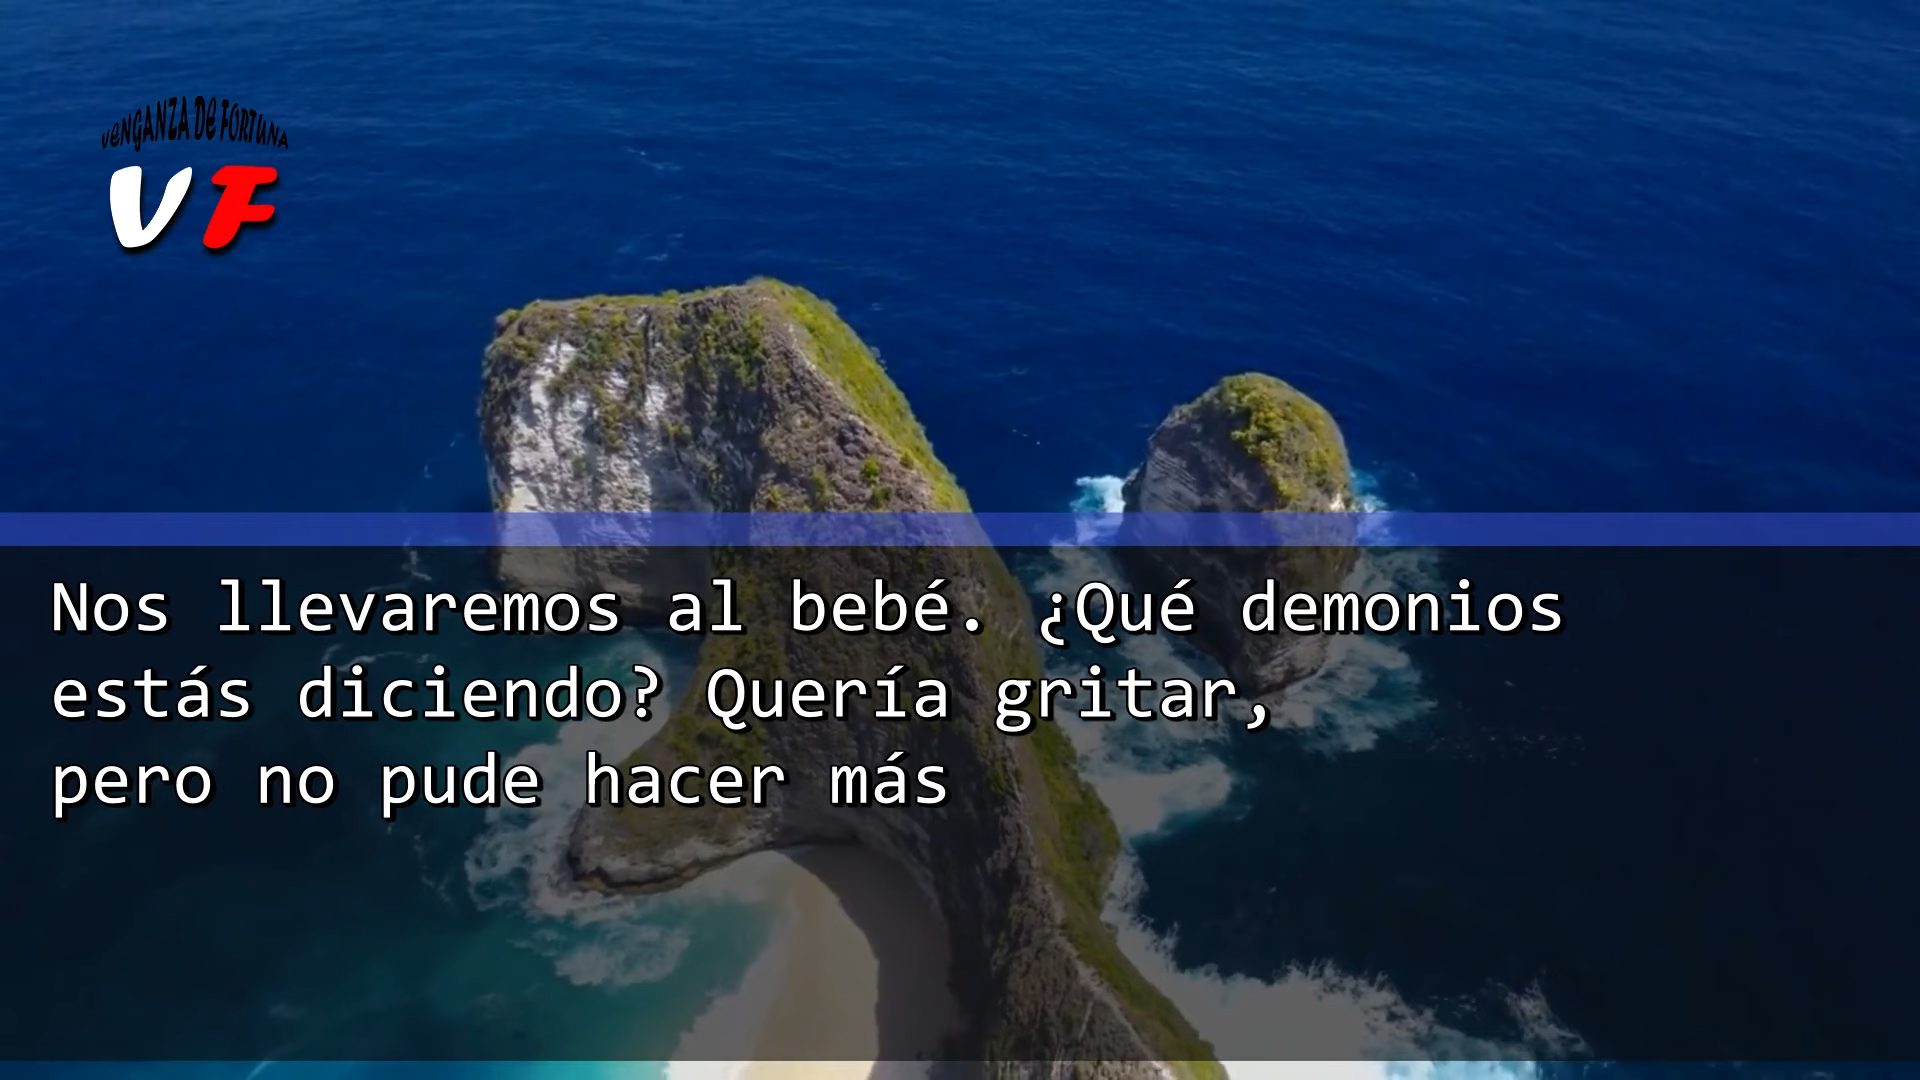 VENGANZA DE FORTUNA
VF
Nos llevaremos al bebé. ¿Qué demonios
estás diciendo? Quería gritar,
pero no pude hacer más